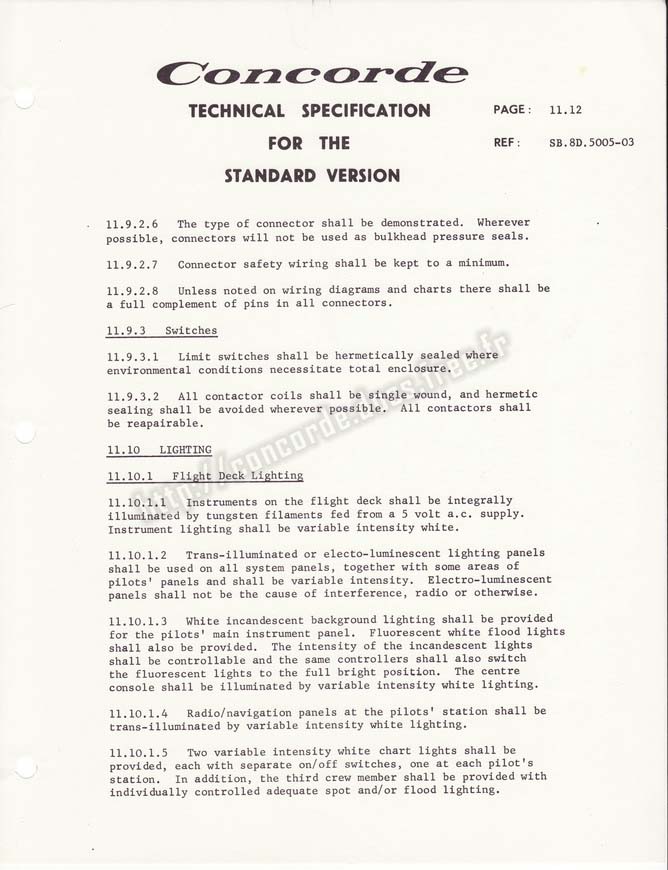 Concorde
TECHNICAL SPECIFICATION
PAGE: 11.12
FOR THE
REF: SB.8D.5005-03
STANDARD VERSION
11.9.2.6 The type of connector shall be demonstrated. Wherever
possible, connectors will not be used as bulkhead pressure seals.
11.9.2.7 Connector safety wiring shall be kept to a minimum.
11.9.2.8 Unless noted on wiring diagrams and charts there shall be
a full complement of pins in all connectors.
11.9.3 Switches
11.9.3.1 Limit switches shall be hermetically sealed where
environmental conditions necessitate total enclosure.
11.9.3.2 All contactor coils shall be single wound, and hermetic
sealing shall be avoided wherever possible. All contactors shall
be reapairable.
11.10 LIGHTING
11.10.1 Flight Deck Lighting
11.10.1.1 Instruments on the flight deck shall be integrally
illuminated by tungsten filaments fed from a 5 volt a.c. supply.
Instrument lighting shall be variable intensity white.
11.10.1.2 Trans-illuminated or electo-luminescent lighting panels
shall be used on all system panels, together with some areas of
pilots' panels and shall be variable intensity. Electro-luminescent
panels shall not be the cause of interference, radio or otherwise.
11.10.1.3 White incandescent background lighting shall be provided
for the pilots' main instrument panel. Fluorescent white flood lights
shall also be provided. The intensity of the incandescent lights
shall be controllable and the same controllers shall also switch
the fluorescent lights to the full bright position. The centre
console shall be illuminated by variable intensity white lighting.
11.10.1.4 Radio/navigation panels at the pilots' station shall be
trans-illuminated by variable intensity white lighting.
11.10.1.5 Two variable intensity white chart lights shall be
provided, each with separate on/off switches, one at each pilot's
station. In addition, the third crew member shall be provided with
individually controlled adequate spot and/or flood lighting.